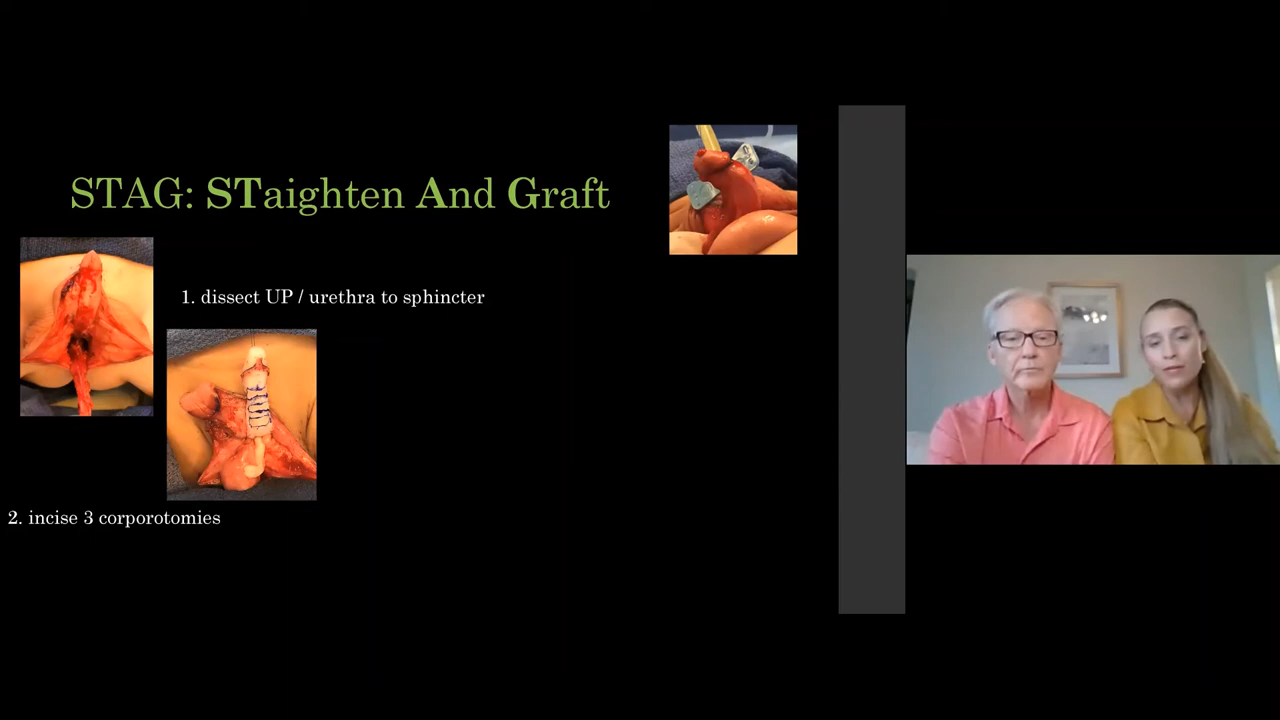 STAG: STaighten And Graft
1. dissect UP / urethra to sphincter
2. incise 3 corporotomies